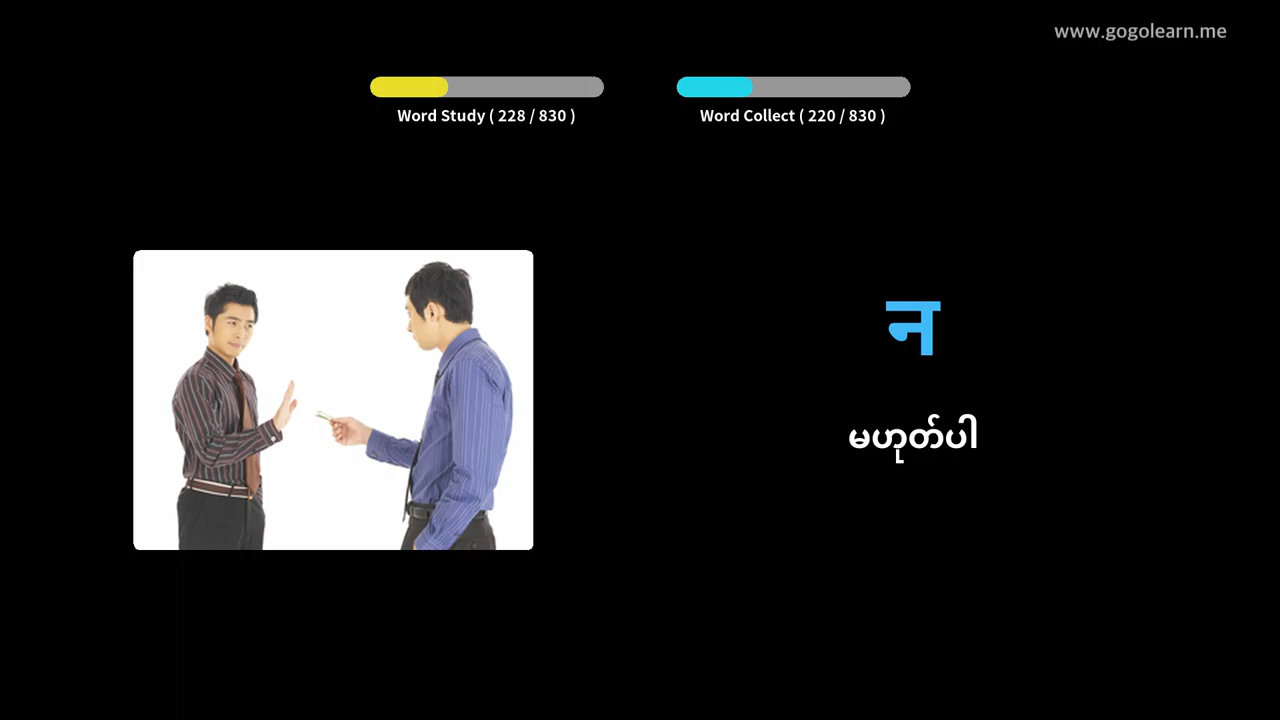 www.gogolearn.me
Word Study ( 228 / 830 )
Word Collect ( 220 / 830 )
न
မဟုတ်ပါ